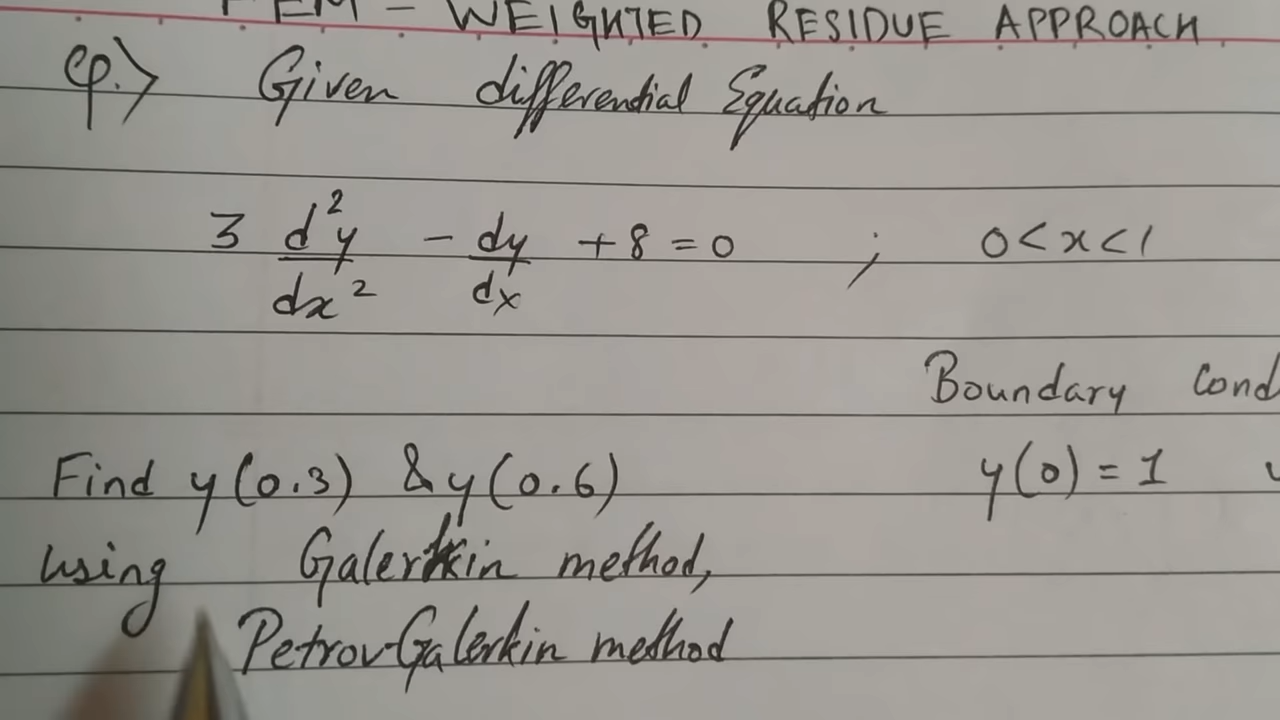 FEM - WEIGHTED RESIDUE APPROACH
Given differential Equation
3 d²y/dx² - dy/dx + 8 = 0 ; 0 < x < 1
Boundary Cond
Find y(0.3) & y(0.6) y(0) = 1
using Galerkin method,
Petrov-Galerkin method